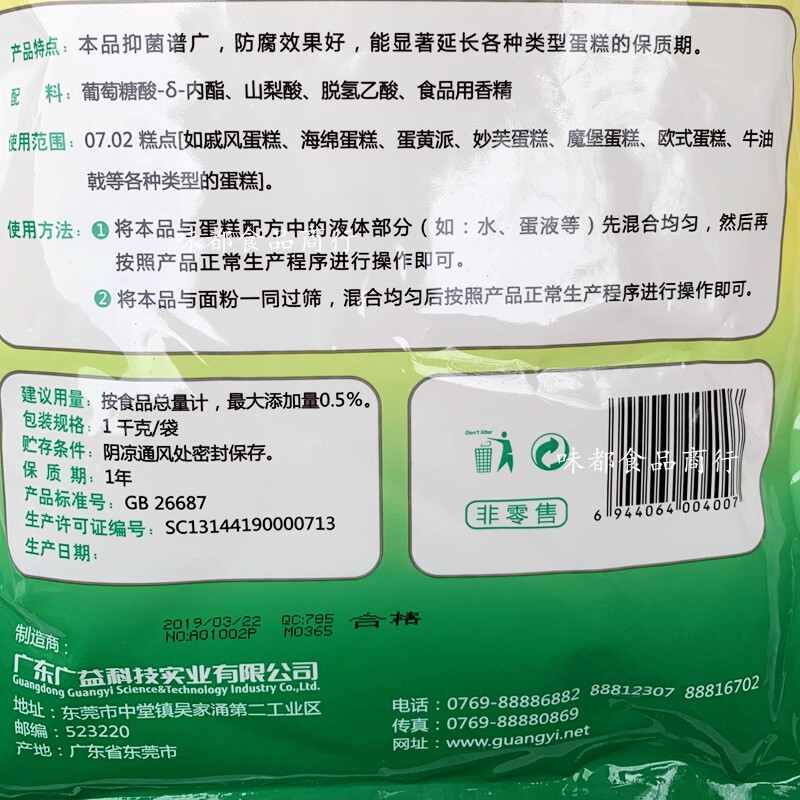 产品特点：本品抑菌谱广，防腐效果好，能显著延长各种类型蛋糕的保质期。
配 料：葡萄糖酸-δ-内酯、山梨酸、脱氢乙酸、食品用香精
使用范围：07.02 糕点[如戚风蛋糕、海绵蛋糕、蛋黄派、妙芙蛋糕、魔堡蛋糕、欧式蛋糕、牛油
戟等各种类型的蛋糕]。
使用方法：① 将本品与蛋糕配方中的液体部分（如：水、蛋液等）先混合均匀，然后再
味都食品商行
按照产品正常生产程序进行操作即可。
② 将本品与面粉一同过筛，混合均匀后按照产品正常生产程序进行操作即可。
建议用量：按食品总量计，最大添加量0.5%。
包装规格：1 千克/袋
贮存条件：阴凉通风处密封保存。
保 质 期：1年
产品标准号：GB 26687
生产许可证编号：SC13144190000713
生产日期：
Don't litter
味都食品商行
非零售
6 944064 004007
2019/03/22 QC:785 合格
NO:A01002P M0365
制造商：
广东广益科技实业有限公司
Guangdong Guangyi Science&Technology Industry Co.,Ltd.
地址：东莞市中堂镇吴家涌第二工业区
邮编：523220
产地：广东省东莞市
电话：0769-88886882 88812307 88816702
传真：0769-88880869
网址：www.guangyi.net